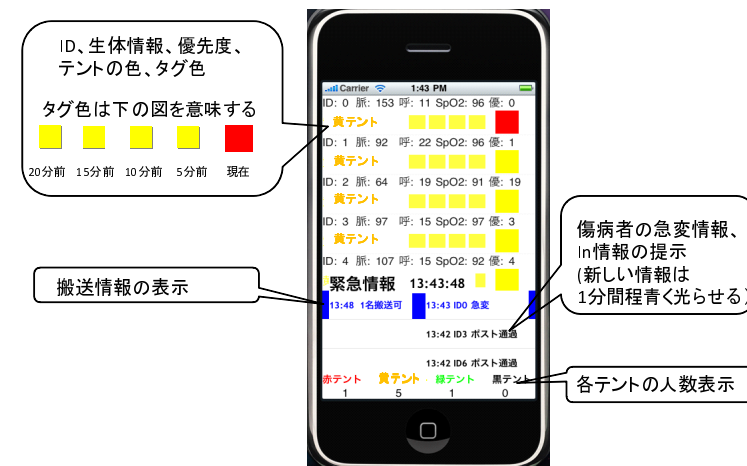 ID、生体情報、優先度、
テントの色、タグ色
タグ色は下の図を意味する
20分前 15分前 10分前 5分前 現在
搬送情報の表示
Carrier 1:43 PM
ID: 0 脈: 153 呼: 11 SpO2: 96 優: 0
黄テント
ID: 1 脈: 92 呼: 22 SpO2: 96 優: 1
黄テント
ID: 2 脈: 64 呼: 19 SpO2: 91 優: 19
黄テント
ID: 3 脈: 97 呼: 15 SpO2: 97 優: 3
黄テント
ID: 4 脈: 107 呼: 15 SpO2: 92 優: 4
緊急情報 13:43:48
13:48 1名搬送可 13:43 ID0 急変
13:42 ID3 ポスト通過
13:42 ID6 ポスト通過
赤テント 黄テント 緑テント 黒テント
1 5 1 0
傷病者の急変情報、
In情報の提示
(新しい情報は
1分間程青く光らせる)
各テントの人数表示